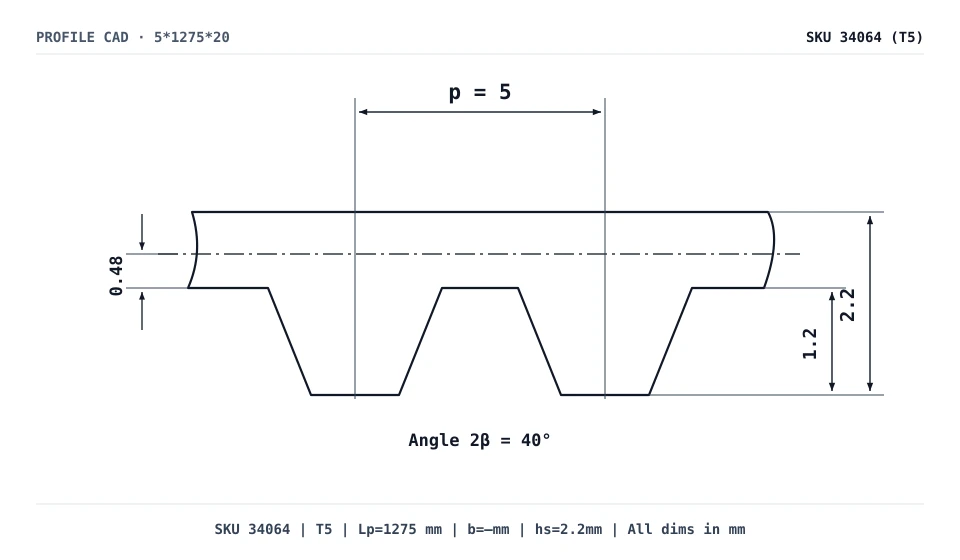 PROFILE CAD · 5*1275*20
SKU 34064 (T5)
p = 5
0.48
2.2
1.2
Angle 2β = 40°
SKU 34064 | T5 | Lp=1275 mm | b=—mm | hs=2.2mm | All dims in mm